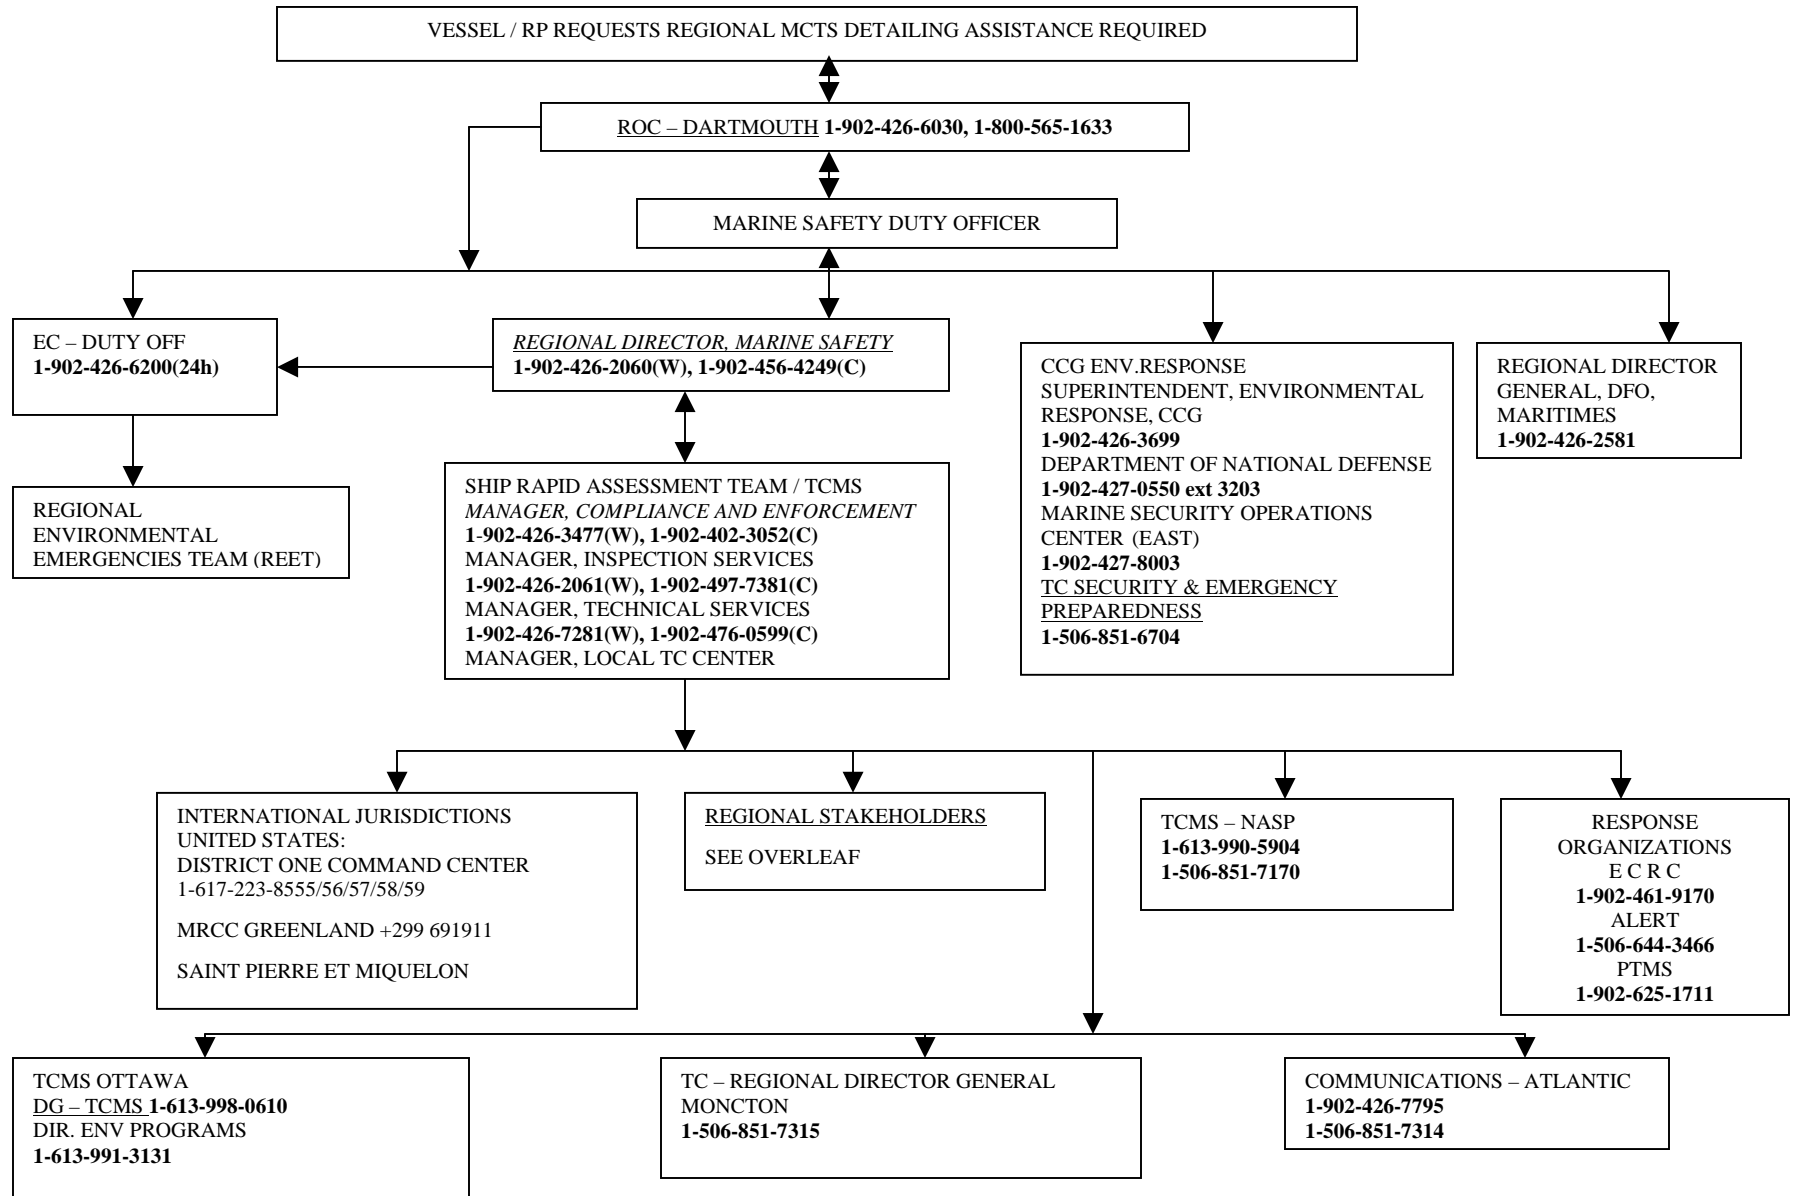 VESSEL / RP REQUESTS REGIONAL MCTS DETAILING ASSISTANCE REQUIRED
ROC – DARTMOUTH 1-902-426-6030, 1-800-565-1633
MARINE SAFETY DUTY OFFICER
EC – DUTY OFF
1-902-426-6200(24h)
REGIONAL DIRECTOR, MARINE SAFETY
1-902-426-2060(W), 1-902-456-4249(C)
CCG ENV.RESPONSE
SUPERINTENDENT, ENVIRONMENTAL
RESPONSE, CCG
1-902-426-3699
DEPARTMENT OF NATIONAL DEFENSE
1-902-427-0550 ext 3203
MARINE SECURITY OPERATIONS
CENTER (EAST)
1-902-427-8003
TC SECURITY & EMERGENCY
PREPAREDNESS
1-506-851-6704
REGIONAL DIRECTOR
GENERAL, DFO,
MARITIMES
1-902-426-2581
REGIONAL
ENVIRONMENTAL
EMERGENCIES TEAM (REET)
SHIP RAPID ASSESSMENT TEAM / TCMS
MANAGER, COMPLIANCE AND ENFORCEMENT
1-902-426-3477(W), 1-902-402-3052(C)
MANAGER, INSPECTION SERVICES
1-902-426-2061(W), 1-902-497-7381(C)
MANAGER, TECHNICAL SERVICES
1-902-426-7281(W), 1-902-476-0599(C)
MANAGER, LOCAL TC CENTER
INTERNATIONAL JURISDICTIONS
UNITED STATES:
DISTRICT ONE COMMAND CENTER
1-617-223-8555/56/57/58/59
MRCC GREENLAND +299 691911
SAINT PIERRE ET MIQUELON
REGIONAL STAKEHOLDERS
SEE OVERLEAF
TCMS – NASP
1-613-990-5904
1-506-851-7170
RESPONSE
ORGANIZATIONS
E C R C
1-902-461-9170
ALERT
1-506-644-3466
PTMS
1-902-625-1711
TCMS OTTAWA
DG – TCMS 1-613-998-0610
DIR. ENV PROGRAMS
1-613-991-3131
TC – REGIONAL DIRECTOR GENERAL
MONCTON
1-506-851-7315
COMMUNICATIONS – ATLANTIC
1-902-426-7795
1-506-851-7314